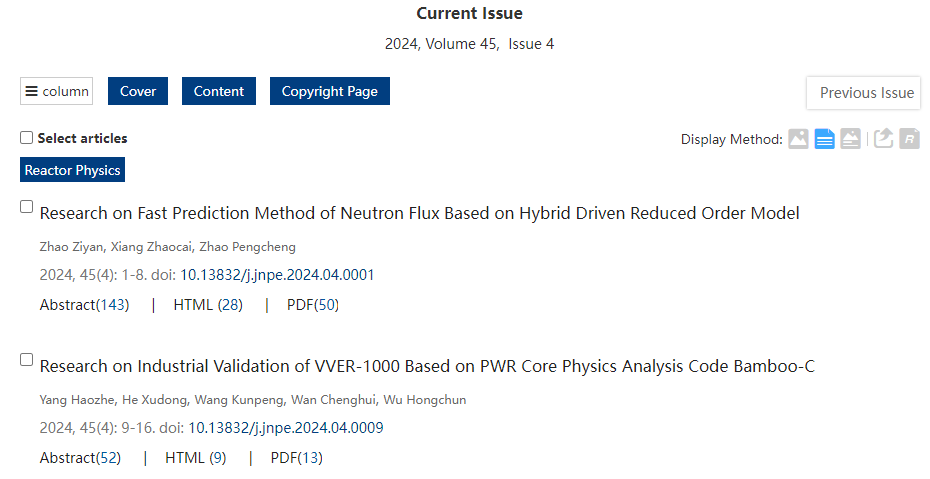 Current Issue
2024, Volume 45, Issue 4
column Cover Content Copyright Page Previous Issue
Select articles Display Method:
Reactor Physics
Research on Fast Prediction Method of Neutron Flux Based on Hybrid Driven Reduced Order Model
Zhao Ziyan, Xiang Zhaocai, Zhao Pengcheng
2024, 45(4): 1-8. doi: 10.13832/j.jnpe.2024.04.0001
Abstract(143) | HTML (28) | PDF(50)
Research on Industrial Validation of VVER-1000 Based on PWR Core Physics Analysis Code Bamboo-C
Yang Haozhe, He Xudong, Wang Kunpeng, Wan Chenghui, Wu Hongchun
2024, 45(4): 9-16. doi: 10.13832/j.jnpe.2024.04.0009
Abstract(52) | HTML (9) | PDF(13)